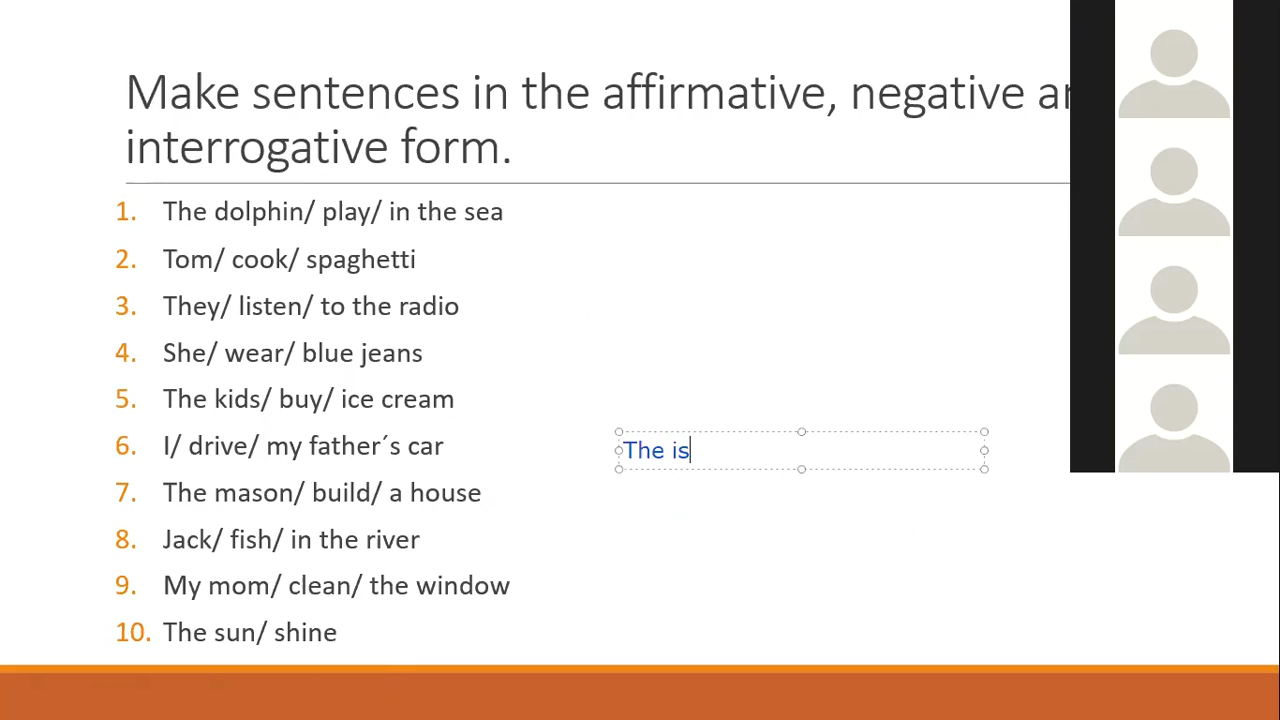 Make sentences in the affirmative, negative
interrogative form.
1. The dolphin/ play/ in the sea
2. Tom/ cook/ spaghetti
3. They/ listen/ to the radio
4. She/ wear/ blue jeans
5. The kids/ buy/ ice cream
6. I/ drive/ my father´s car
The is
7. The mason/ build/ a house
8. Jack/ fish/ in the river
9. My mom/ clean/ the window
10. The sun/ shine